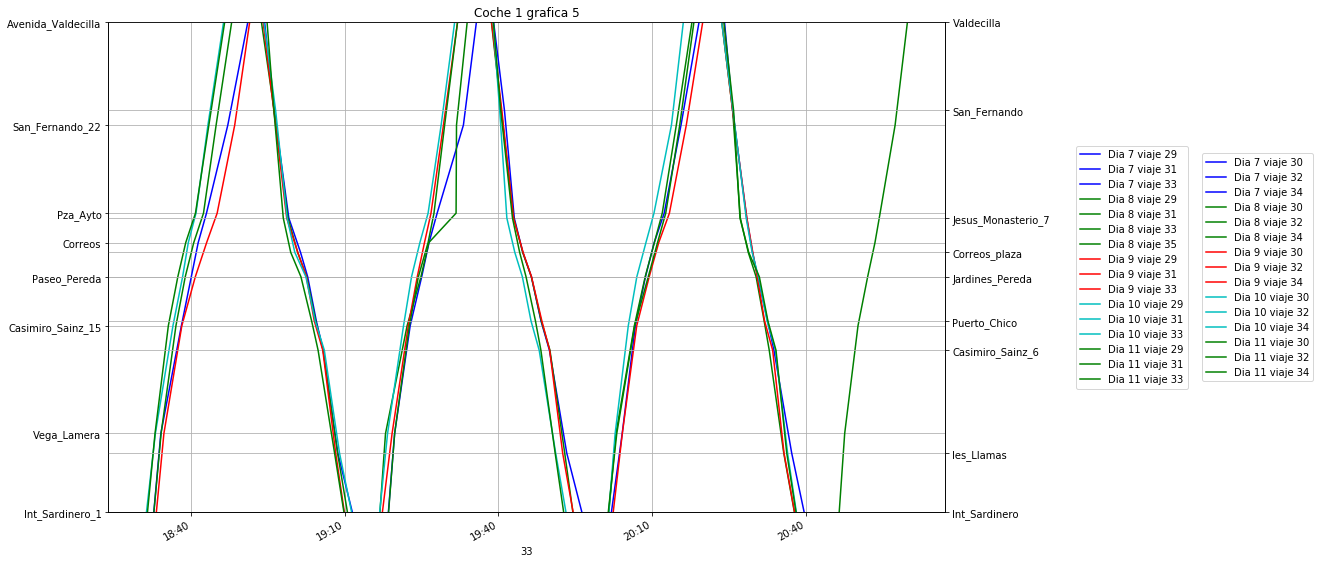 Coche 1 grafica 5
Avenida_Valdecilla
San_Fernando_22
Pza_Ayto
Correos
Paseo_Pereda
Casimiro_Sainz_15
Vega_Lamera
Int_Sardinero_1
Valdecilla
San_Fernando
Jesus_Monasterio_7
Correos_plaza
Jardines_Pereda
Puerto_Chico
Casimiro_Sainz_6
Ies_Llamas
Int_Sardinero
18:40
19:10
19:40
20:10
20:40
33
Dia 7 viaje 29
Dia 7 viaje 31
Dia 7 viaje 33
Dia 8 viaje 29
Dia 8 viaje 31
Dia 8 viaje 33
Dia 8 viaje 35
Dia 9 viaje 29
Dia 9 viaje 31
Dia 9 viaje 33
Dia 10 viaje 29
Dia 10 viaje 31
Dia 10 viaje 33
Dia 11 viaje 29
Dia 11 viaje 31
Dia 11 viaje 33
Dia 7 viaje 30
Dia 7 viaje 32
Dia 7 viaje 34
Dia 8 viaje 30
Dia 8 viaje 32
Dia 8 viaje 34
Dia 9 viaje 30
Dia 9 viaje 32
Dia 9 viaje 34
Dia 10 viaje 30
Dia 10 viaje 32
Dia 10 viaje 34
Dia 11 viaje 30
Dia 11 viaje 32
Dia 11 viaje 34